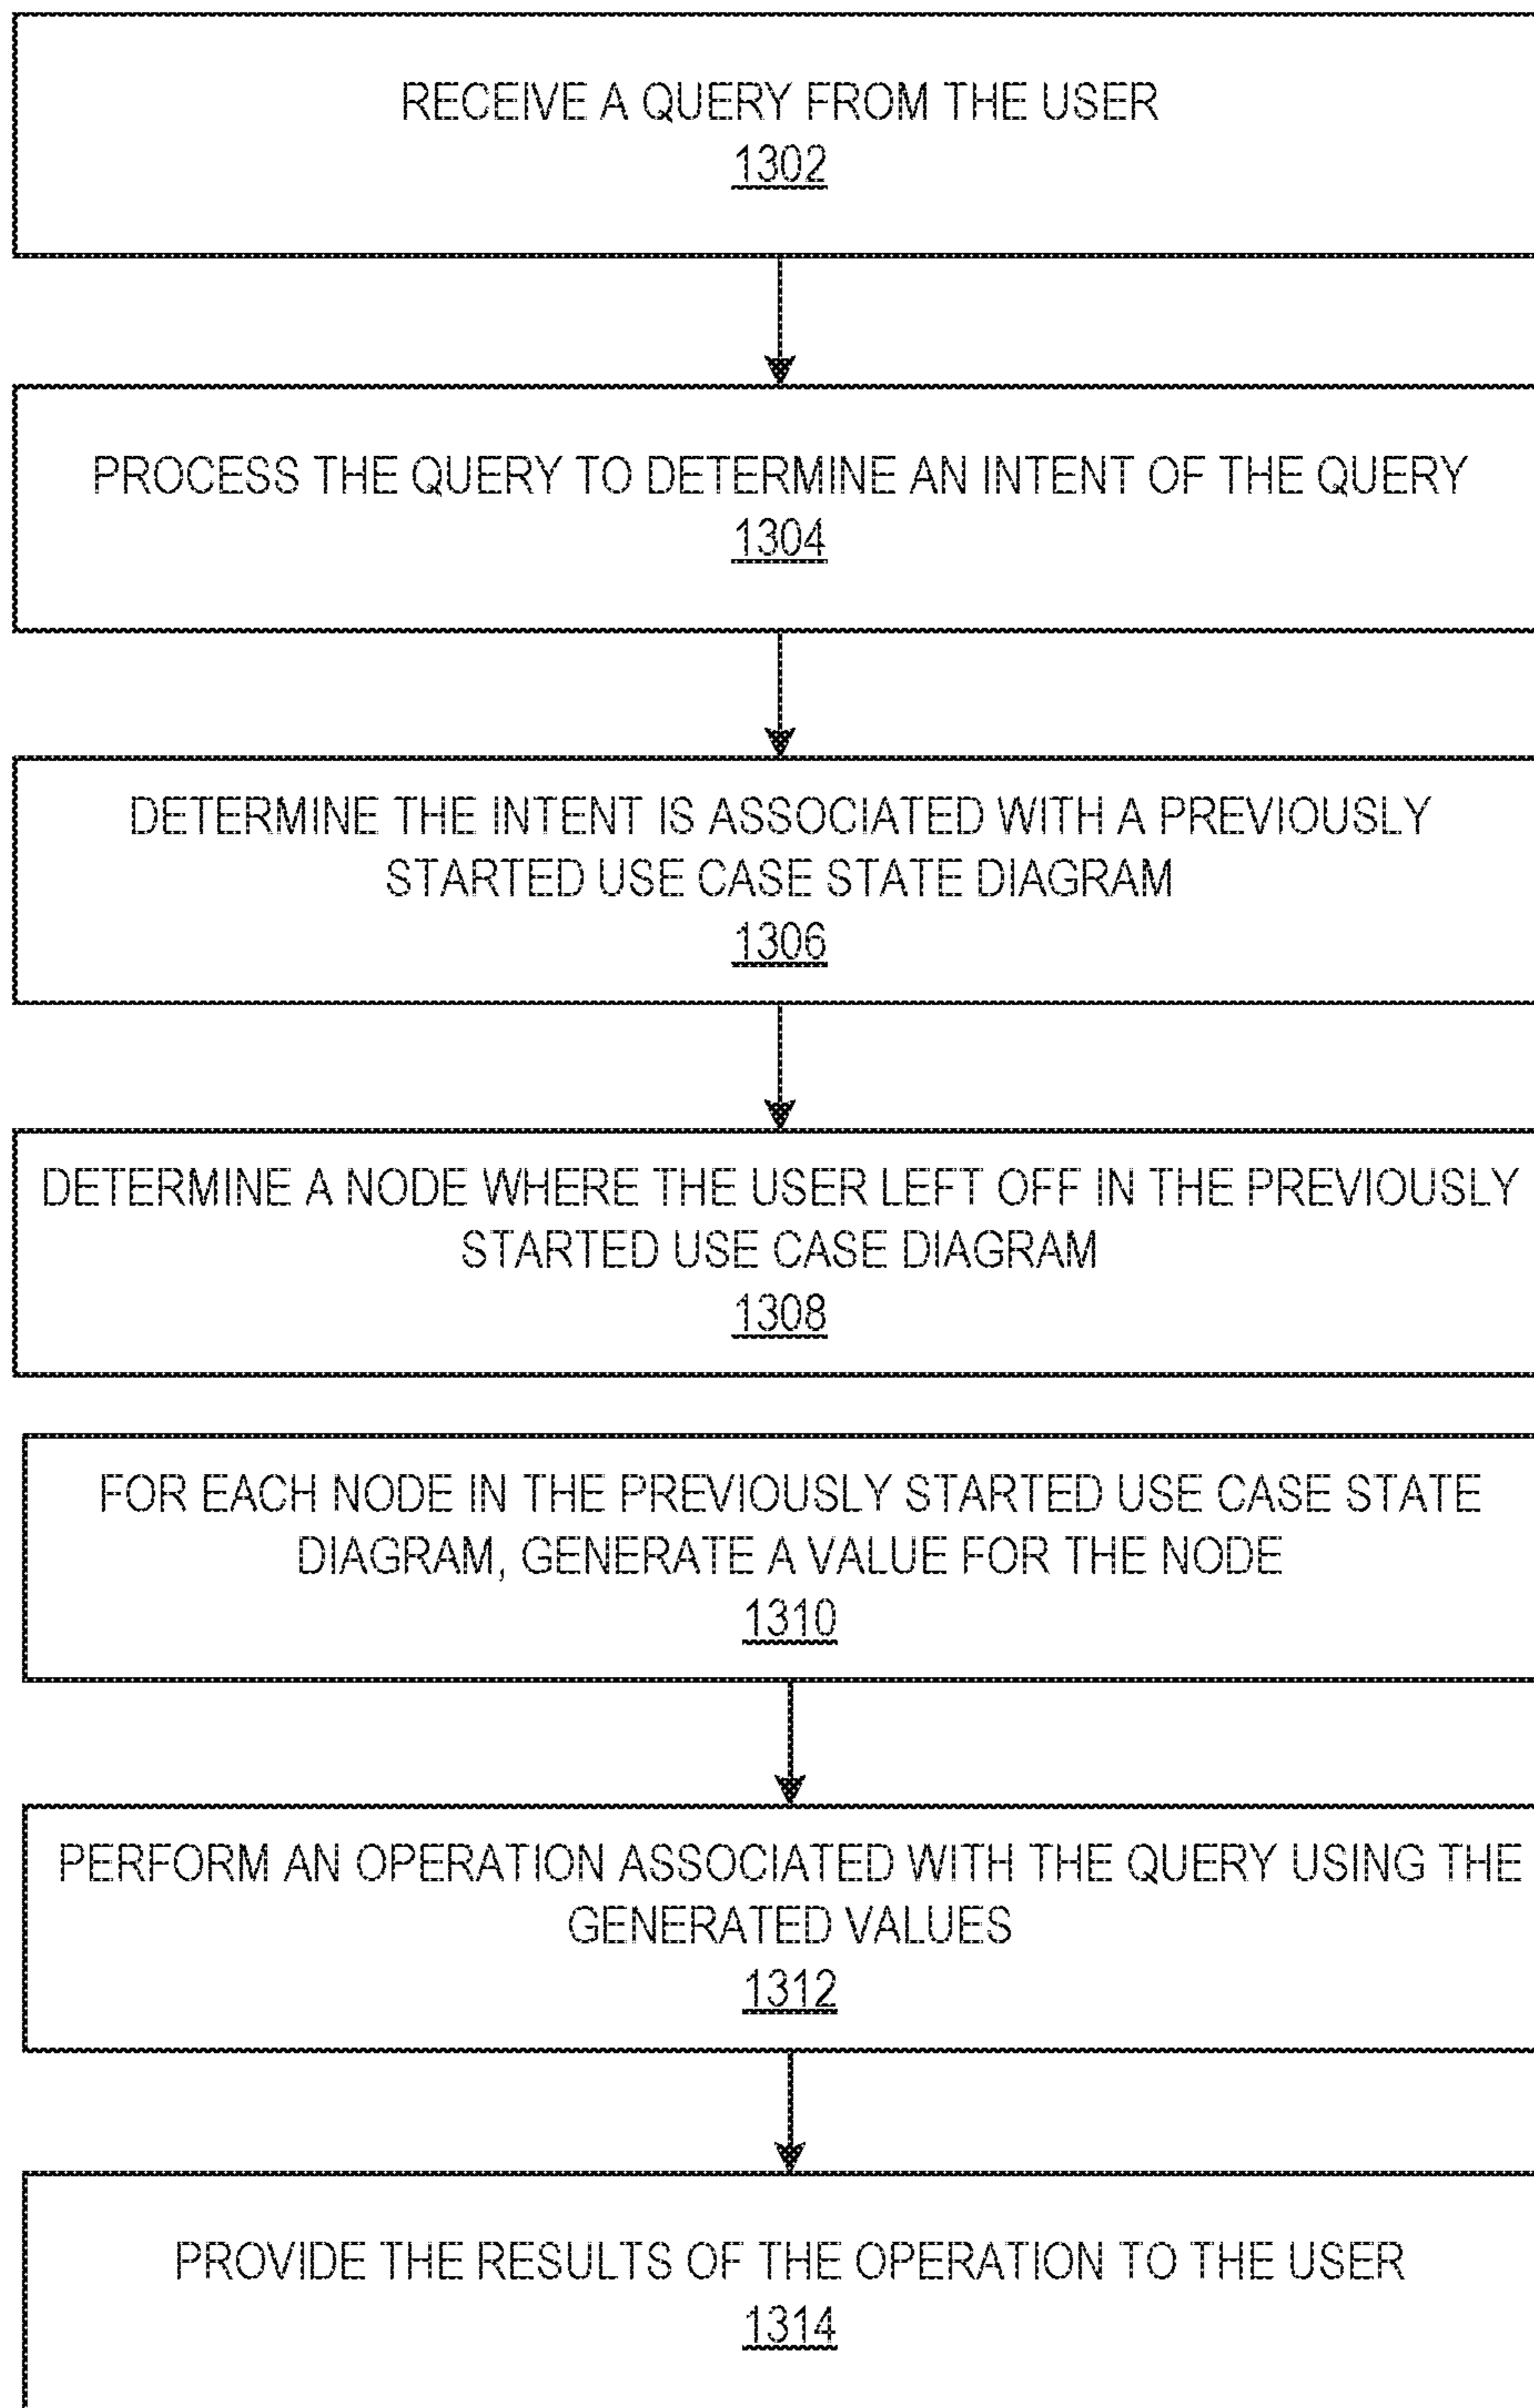 RECEIVE A QUERY FROM THE USER
1302
PROCESS THE QUERY TO DETERMINE AN INTENT OF THE QUERY
1304
DETERMINE THE INTENT IS ASSOCIATED WITH A PREVIOUSLY
STARTED USE CASE STATE DIAGRAM
1306
DETERMINE A NODE WHERE THE USER LEFT OFF IN THE PREVIOUSLY
STARTED USE CASE DIAGRAM
1308
FOR EACH NODE IN THE PREVIOUSLY STARTED USE CASE STATE
DIAGRAM, GENERATE A VALUE FOR THE NODE
1310
PERFORM AN OPERATION ASSOCIATED WITH THE QUERY USING THE
GENERATED VALUES
1312
PROVIDE THE RESULTS OF THE OPERATION TO THE USER
1314